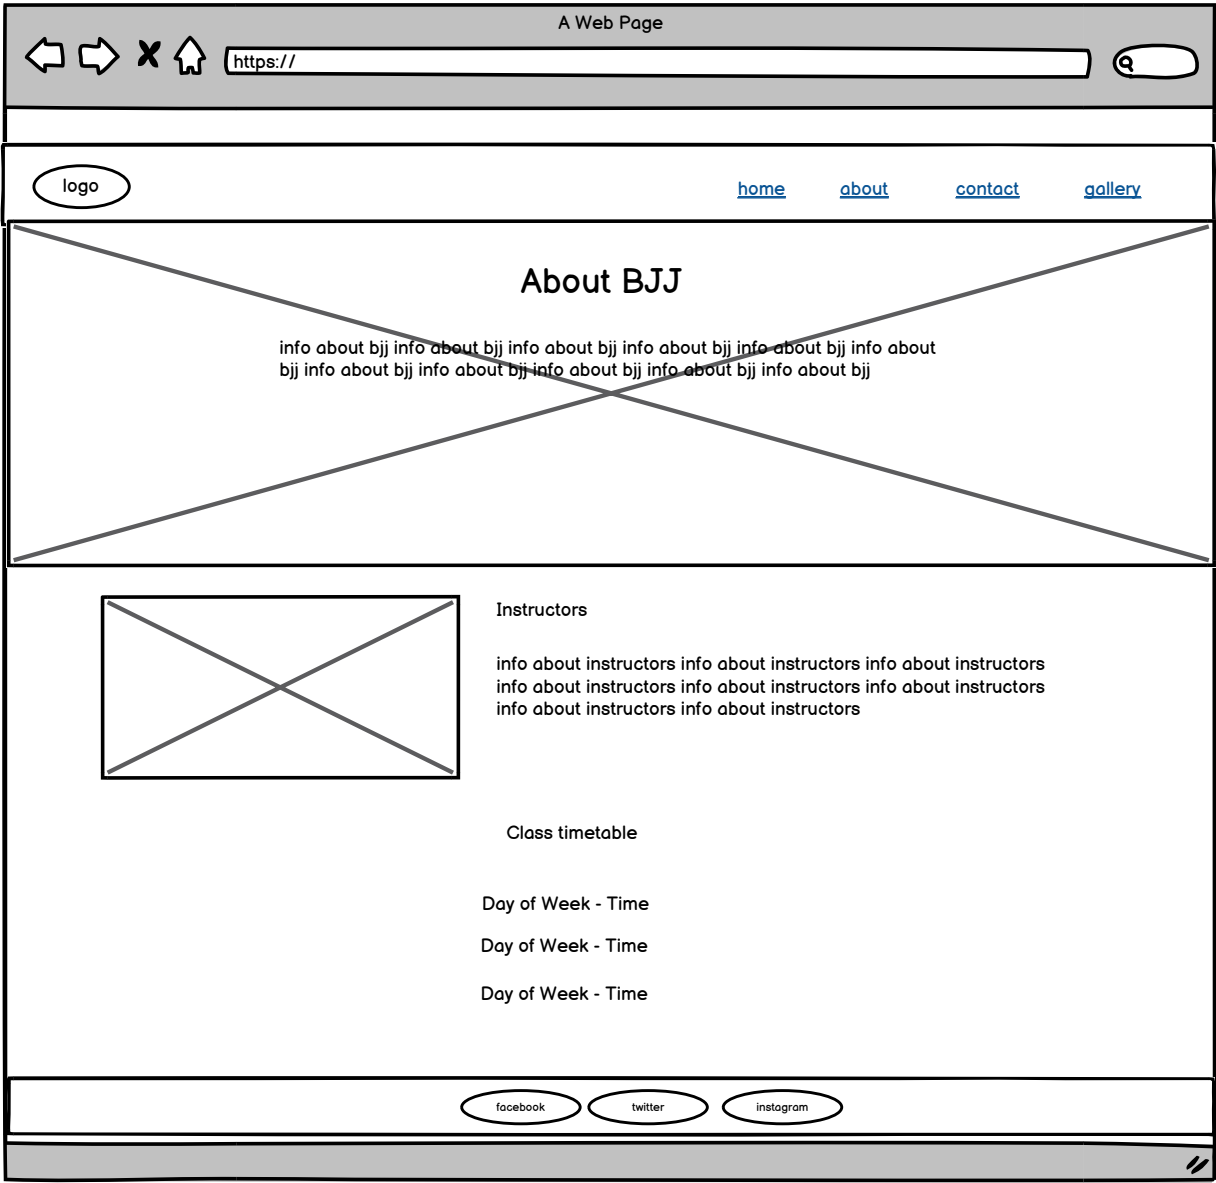 A Web Page
https://
logo
home about contact gallery
About BJJ
info about bjj info about bjj info about bjj info about bjj info about bjj info about
bjj info about bjj info about bjj info about bjj info about bjj info about bjj
Instructors
info about instructors info about instructors info about instructors
info about instructors info about instructors info about instructors
info about instructors info about instructors
Class timetable
Day of Week - Time
Day of Week - Time
Day of Week - Time
facebook twitter instagram